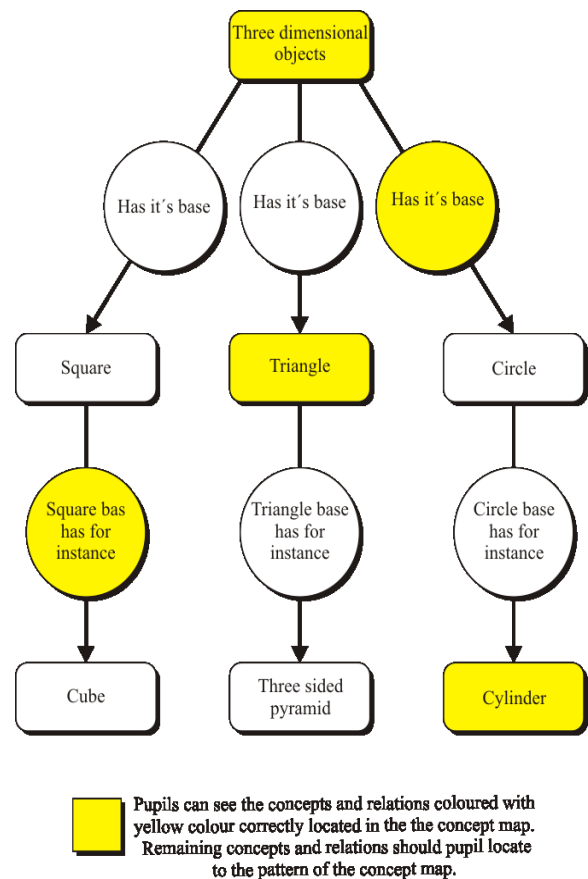 Three dimensional
objects
Has it´s base
Has it´s base
Has it´s base
Square
Triangle
Circle
Square bas
has for
instance
Triangle base
has for
instance
Circle base
has for
instance
Cube
Three sided
pyramid
Cylinder
Pupils can see the concepts and relations coloured with
yellow colour correctly located in the the concept map.
Remaining concepts and relations should pupil locate
to the pattern of the concept map.